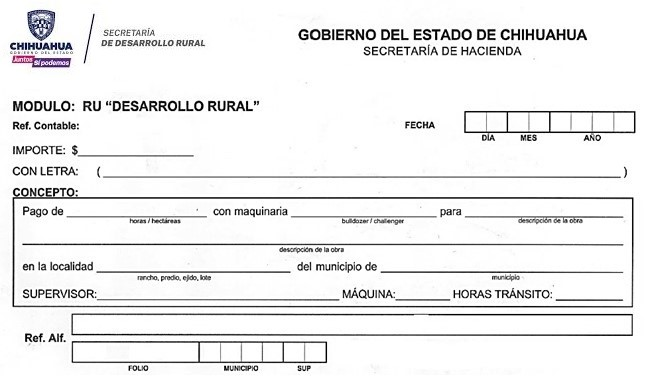 CHIHUAHUA
GOBIERNO DEL ESTADO
Juntos Sí podemos
SECRETARÍA
DE DESARROLLO RURAL
GOBIERNO DEL ESTADO DE CHIHUAHUA
SECRETARÍA DE HACIENDA
MODULO: RU “DESARROLLO RURAL”
Ref. Contable:
FECHA
DÍA MES AÑO
IMPORTE: $
CON LETRA: ( )
CONCEPTO:
Pago de con maquinaria para
horas / hectáreas bulldozer / challenger descripción de la obra
descripción de la obra
en la localidad del municipio de
rancho, predio, ejido, lote municipio
SUPERVISOR: MÁQUINA: HORAS TRÁNSITO:
Ref. Alf.
FOLIO MUNICIPIO SUP